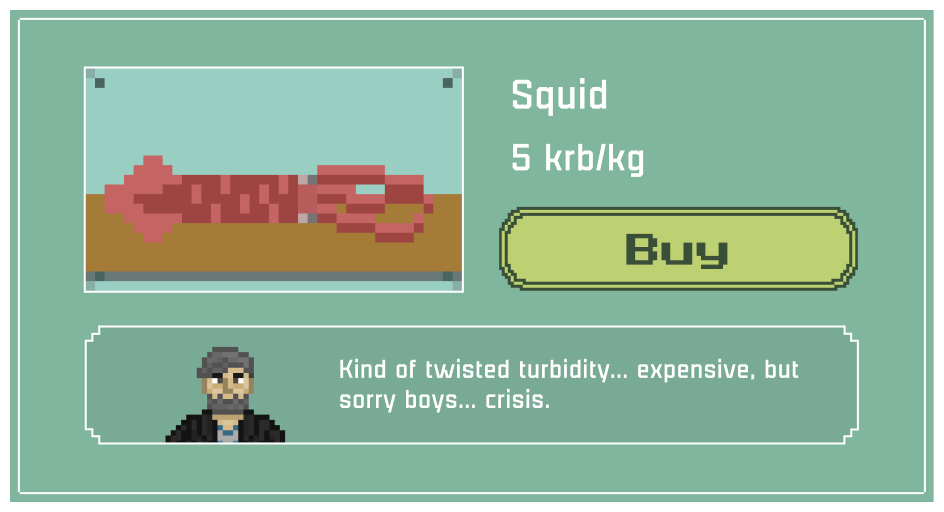 Squid
5 krb/kg
Buy
Kind of twisted turbidity... expensive, but
sorry boys... crisis.